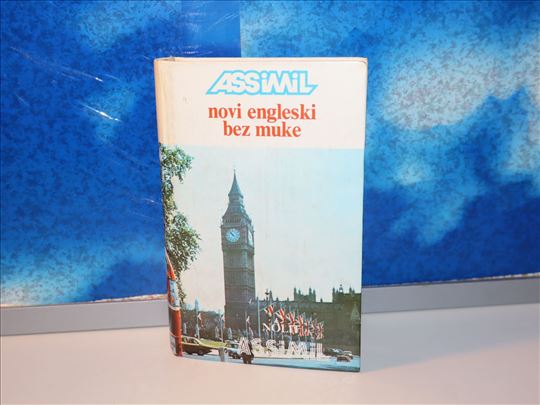 ASSiMiL
novi engleski
bez muke
NOLIT
ASSiMiL